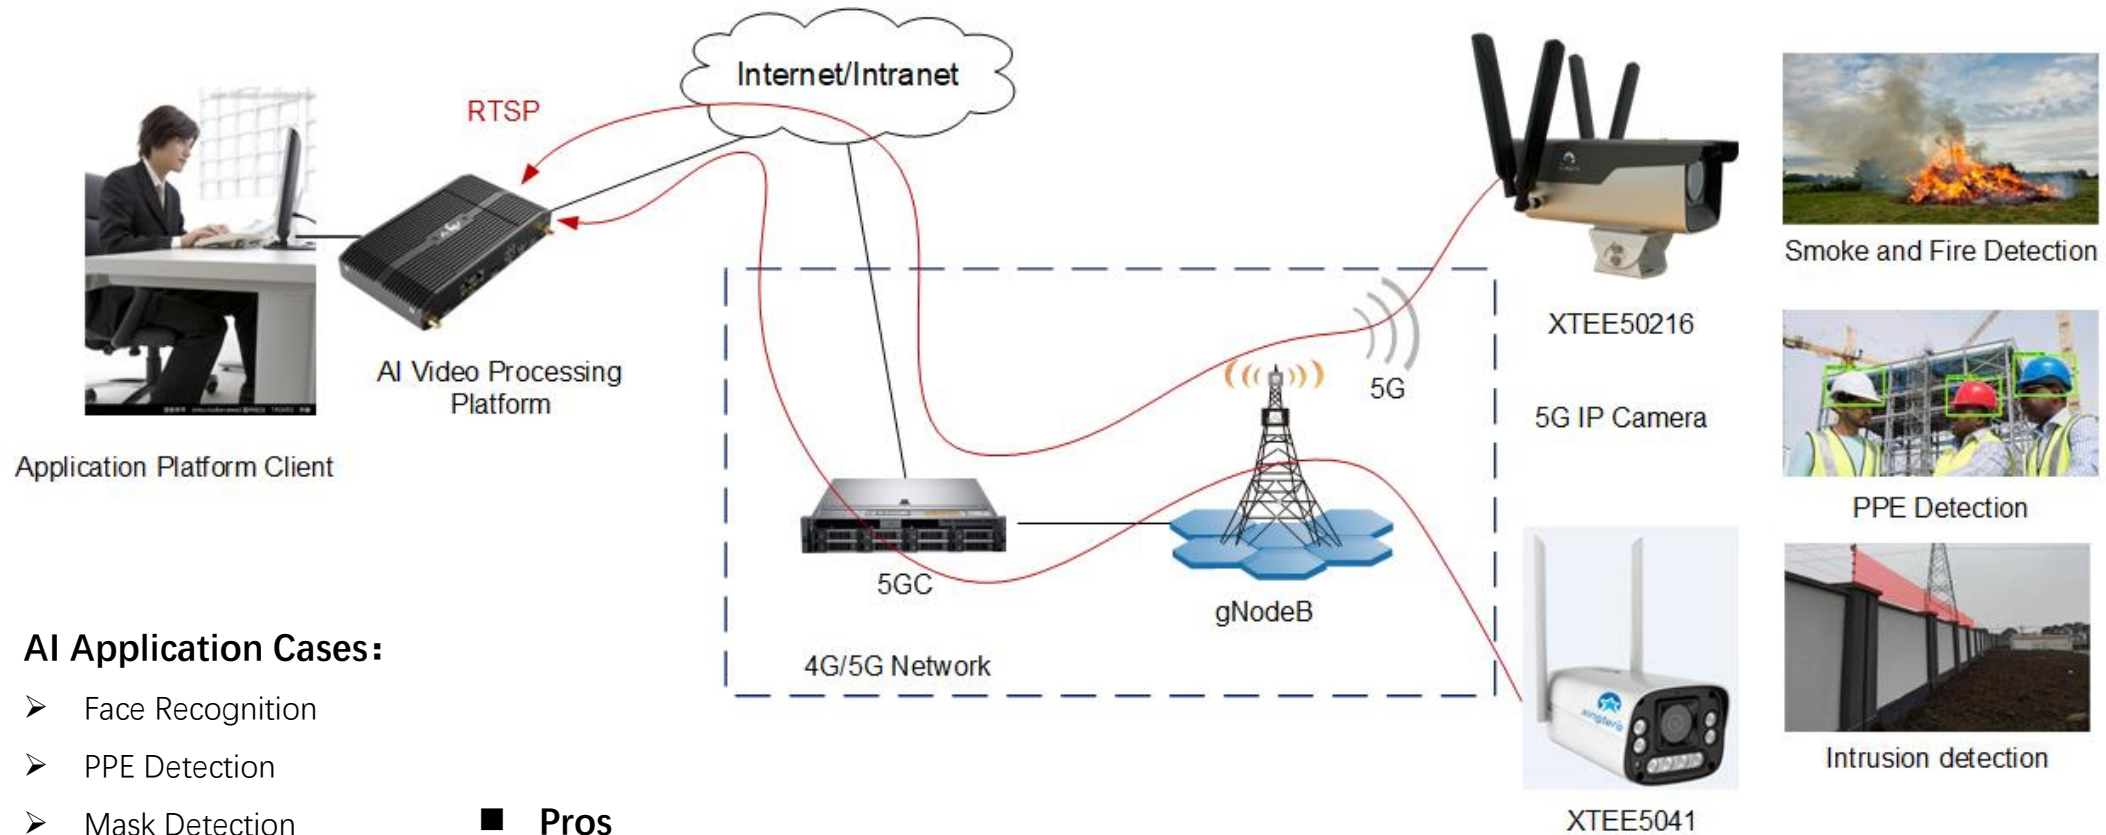 Internet/Intranet
RTSP
AI Video Processing
Platform
Application Platform Client
5G
5GC
gNodeB
4G/5G Network
XTEE50216
5G IP Camera
xingtera
XTEE5041
Smoke and Fire Detection
PPE Detection
Intrusion detection
AI Application Cases：
➢ Face Recognition
➢ PPE Detection
➢ Mask Detection
■ Pros